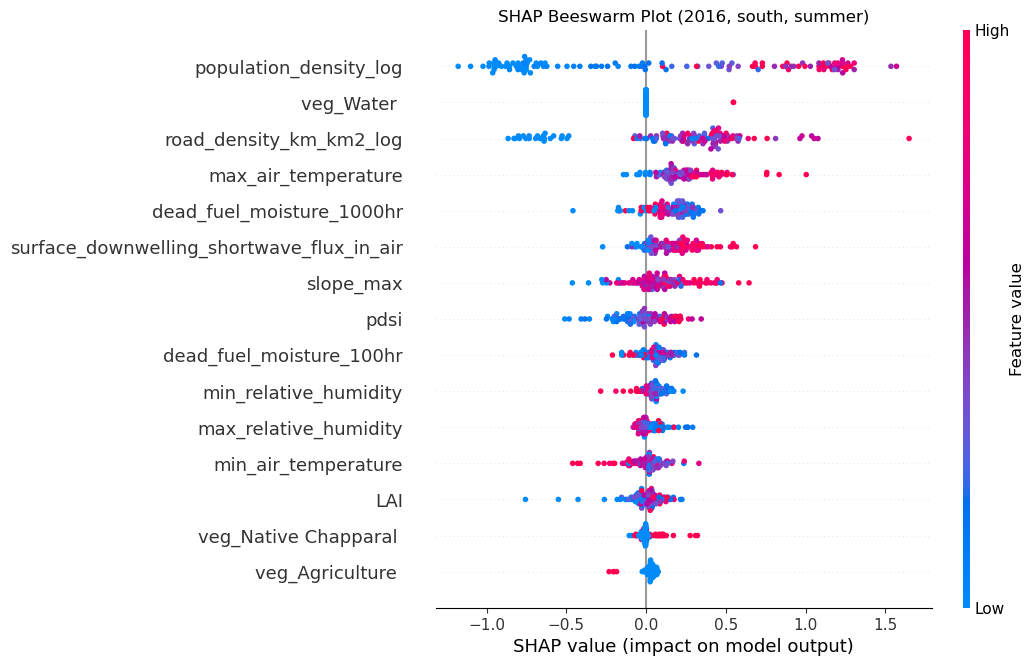 SHAP Beeswarm Plot (2016, south, summer)
High
population_density_log
veg_Water
road_density_km_km2_log
max_air_temperature
dead_fuel_moisture_1000hr
surface_downwelling_shortwave_flux_in_air
slope_max
pdsi
dead_fuel_moisture_100hr
min_relative_humidity
max_relative_humidity
min_air_temperature
LAI
veg_Native Chapparal
veg_Agriculture
Feature value
Low
−1.0 −0.5 0.0 0.5 1.0 1.5
SHAP value (impact on model output)